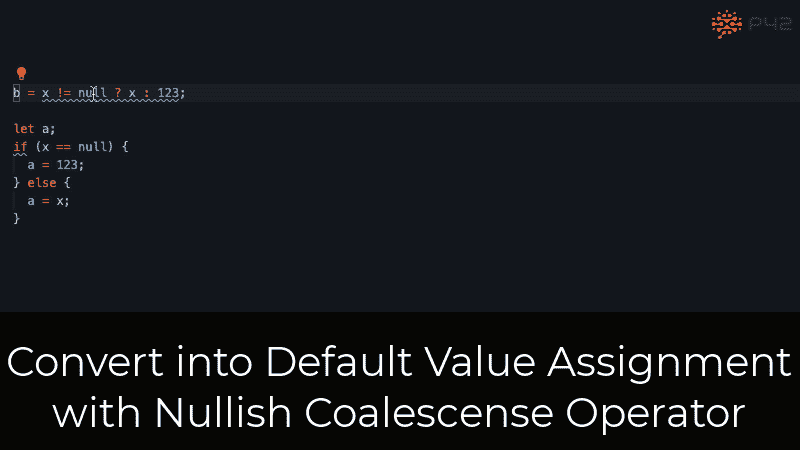 P42
b = x != null ? x : 123;
let a;
if (x == null) {
a = 123;
} else {
a = x;
}
Convert into Default Value Assignment
with Nullish Coalescense Operator